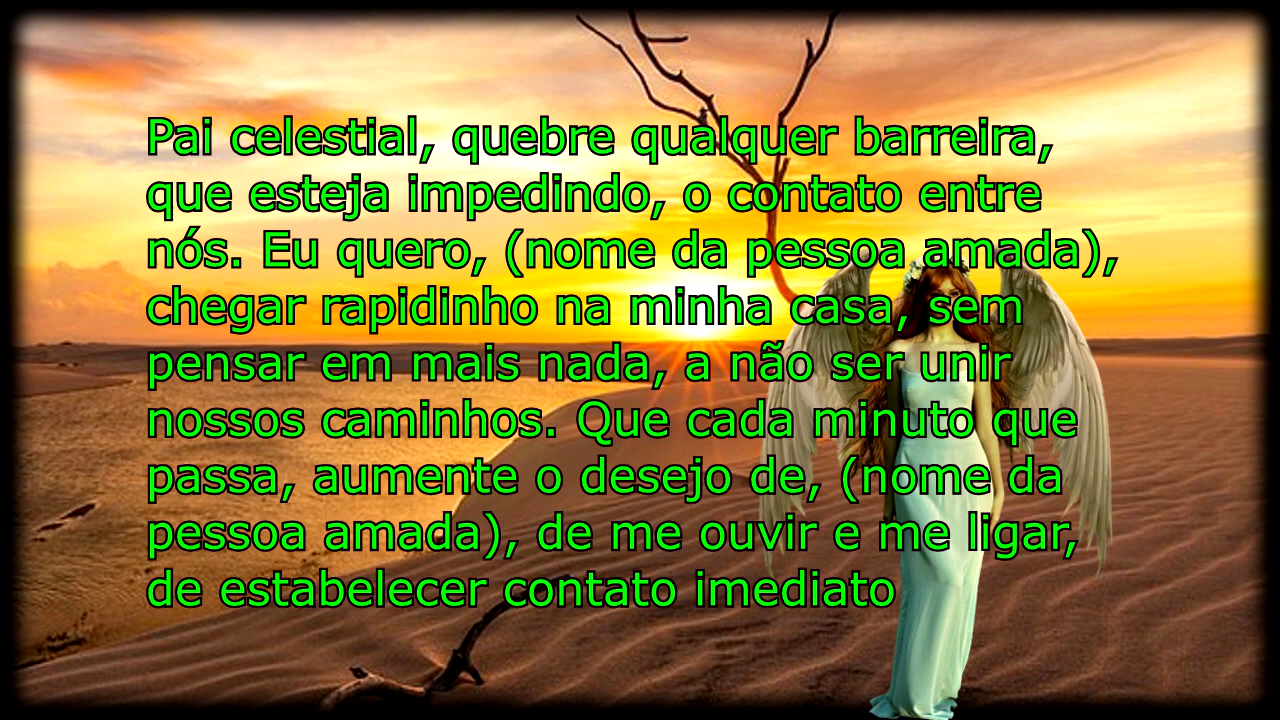 Pai celestial, quebre qualquer barreira,
que esteja impedindo, o contato entre
nós. Eu quero, (nome da pessoa amada),
chegar rapidinho na minha casa, sem
pensar em mais nada, a não ser unir
nossos caminhos. Que cada minuto que
passa, aumente o desejo de, (nome da
pessoa amada), de me ouvir e me ligar,
de estabelecer contato imediato